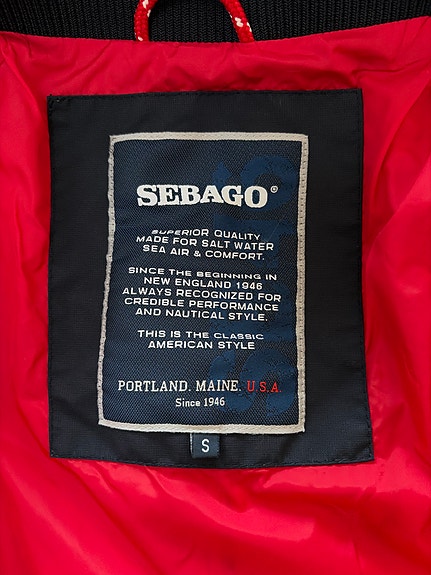 SEBAGO®
SUPERIOR QUALITY
MADE FOR SALT WATER
SEA AIR & COMFORT.
SINCE THE BEGINNING IN
NEW ENGLAND 1946
ALWAYS RECOGNIZED FOR
CREDIBLE PERFORMANCE
AND NAUTICAL STYLE.
THIS IS THE CLASSIC
AMERICAN STYLE
PORTLAND. MAINE. U.S.A
Since 1946
S